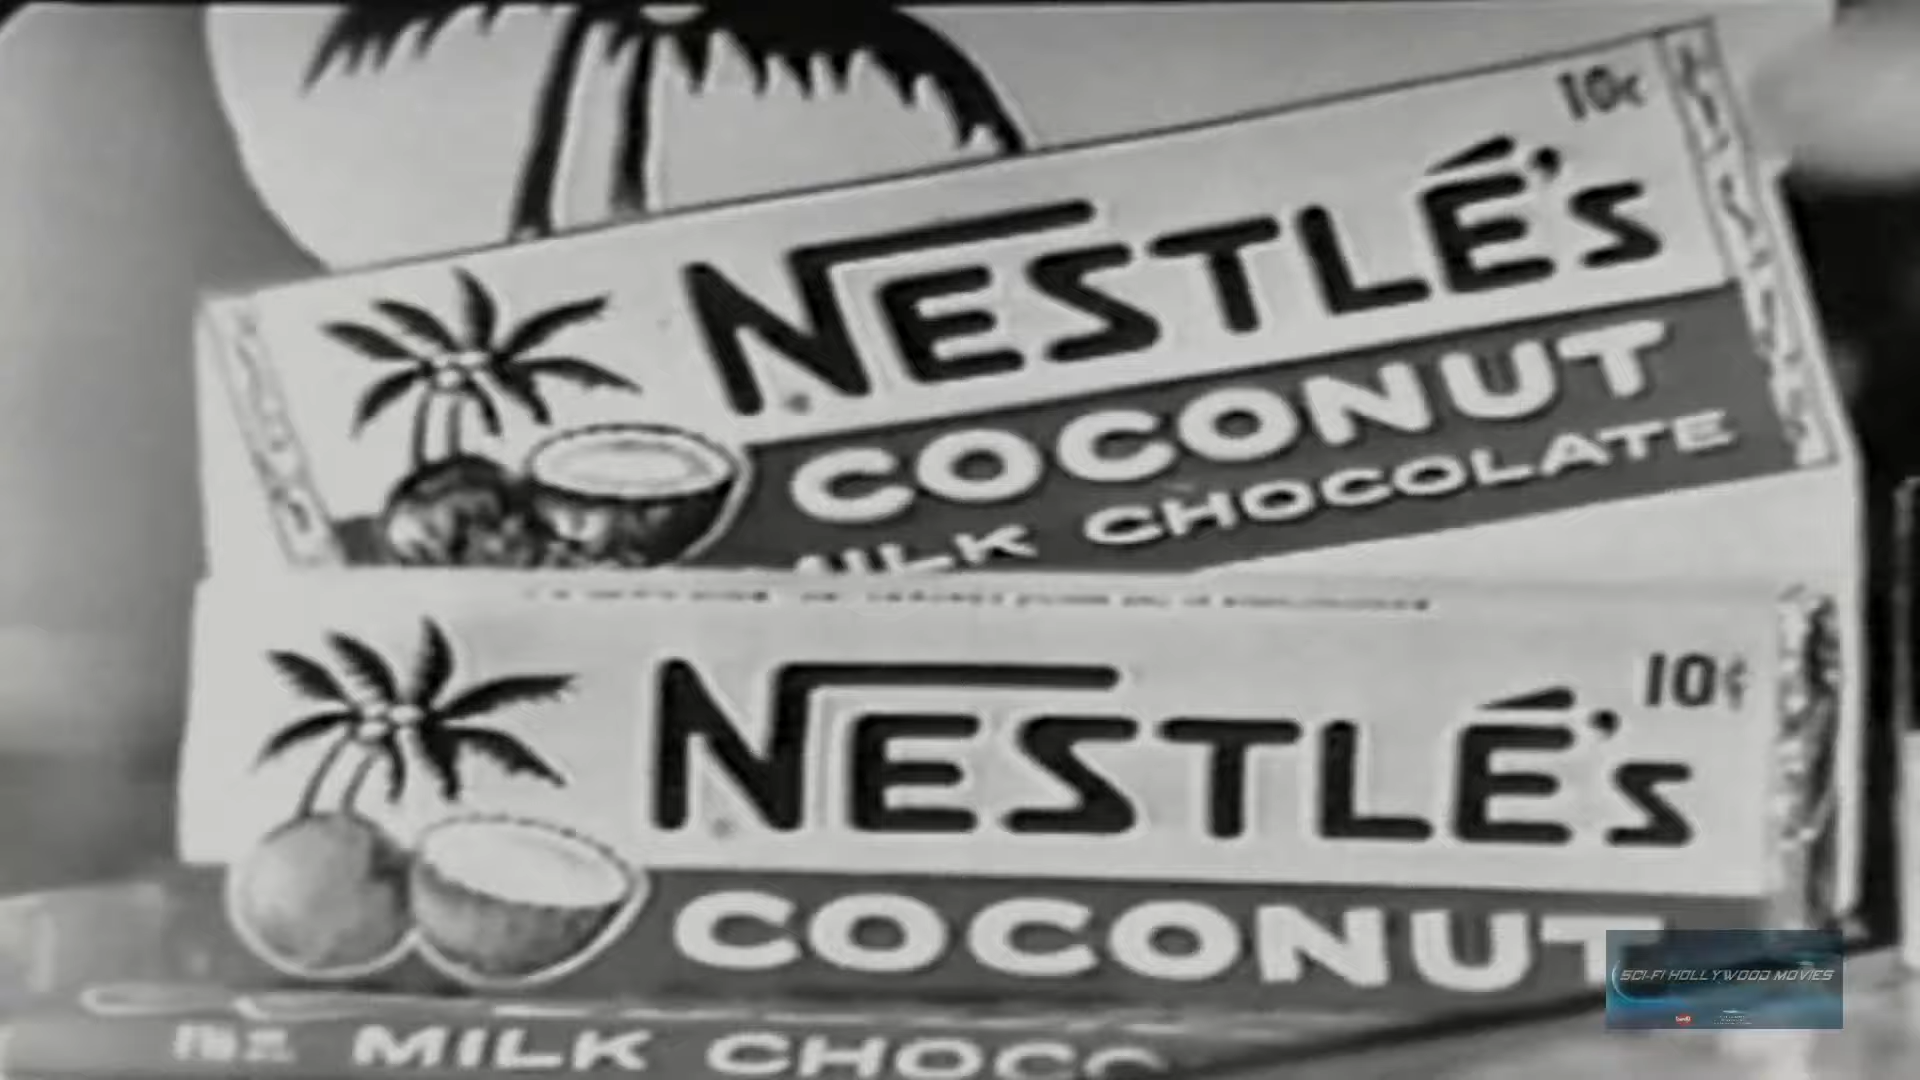 10¢
NESTLÉ's
COCONUT
MILK CHOCOLATE
10¢
NESTLÉ's
COCONUT
MILK CHOCO
SCI-FI HOLLYWOOD MOVIES